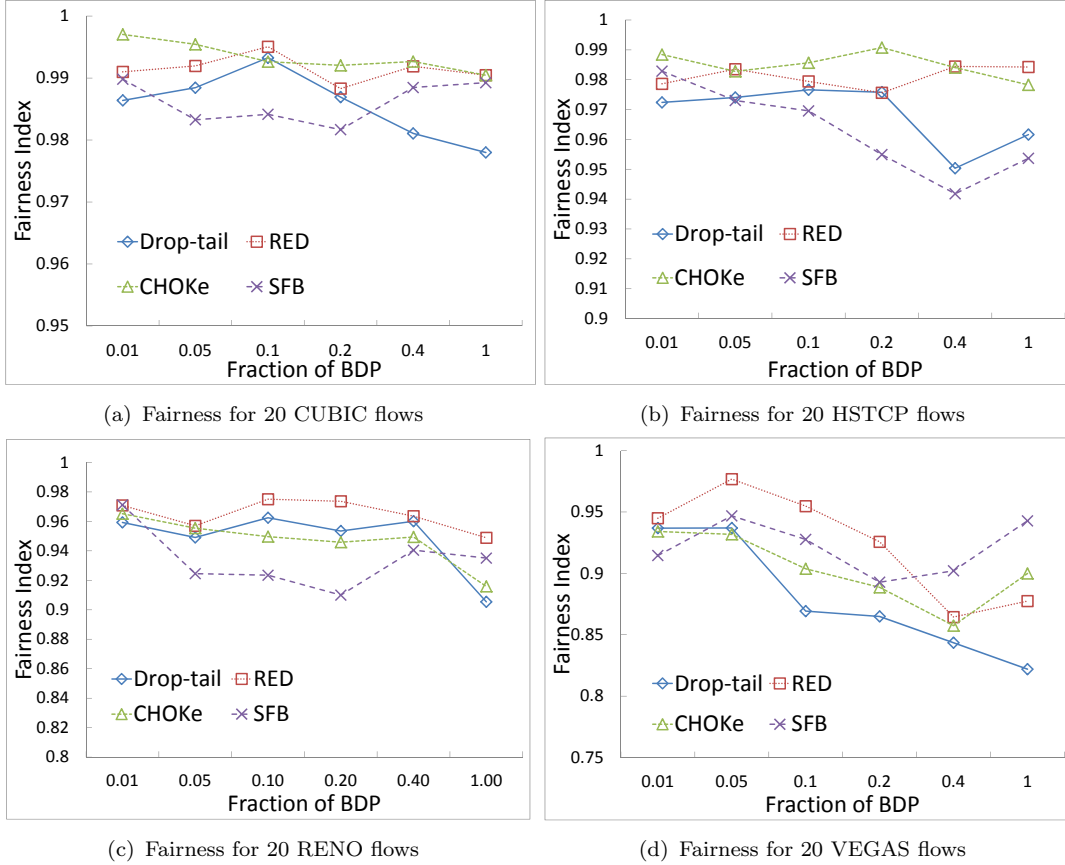 1
0.99
0.98
0.97
0.96
0.95
Fairness Index
Drop-tail
RED
CHOKe
SFB
0.01 0.05 0.1 0.2 0.4 1
Fraction of BDP
(a) Fairness for 20 CUBIC flows
1
0.99
0.98
0.97
0.96
0.95
0.94
0.93
0.92
0.91
0.9
Fairness Index
Drop-tail
RED
CHOKe
SFB
0.01 0.05 0.1 0.2 0.4 1
Fraction of BDP
(b) Fairness for 20 HSTCP flows
1
0.98
0.96
0.94
0.92
0.9
0.88
0.86
0.84
0.82
0.8
Fairness Index
Drop-tail
RED
CHOKe
SFB
0.01 0.05 0.10 0.20 0.40 1.00
Fraction of BDP
(c) Fairness for 20 RENO flows
1
0.95
0.9
0.85
0.8
0.75
Fairness Index
Drop-tail
RED
CHOKe
SFB
0.01 0.05 0.1 0.2 0.4 1
Fraction of BDP
(d) Fairness for 20 VEGAS flows